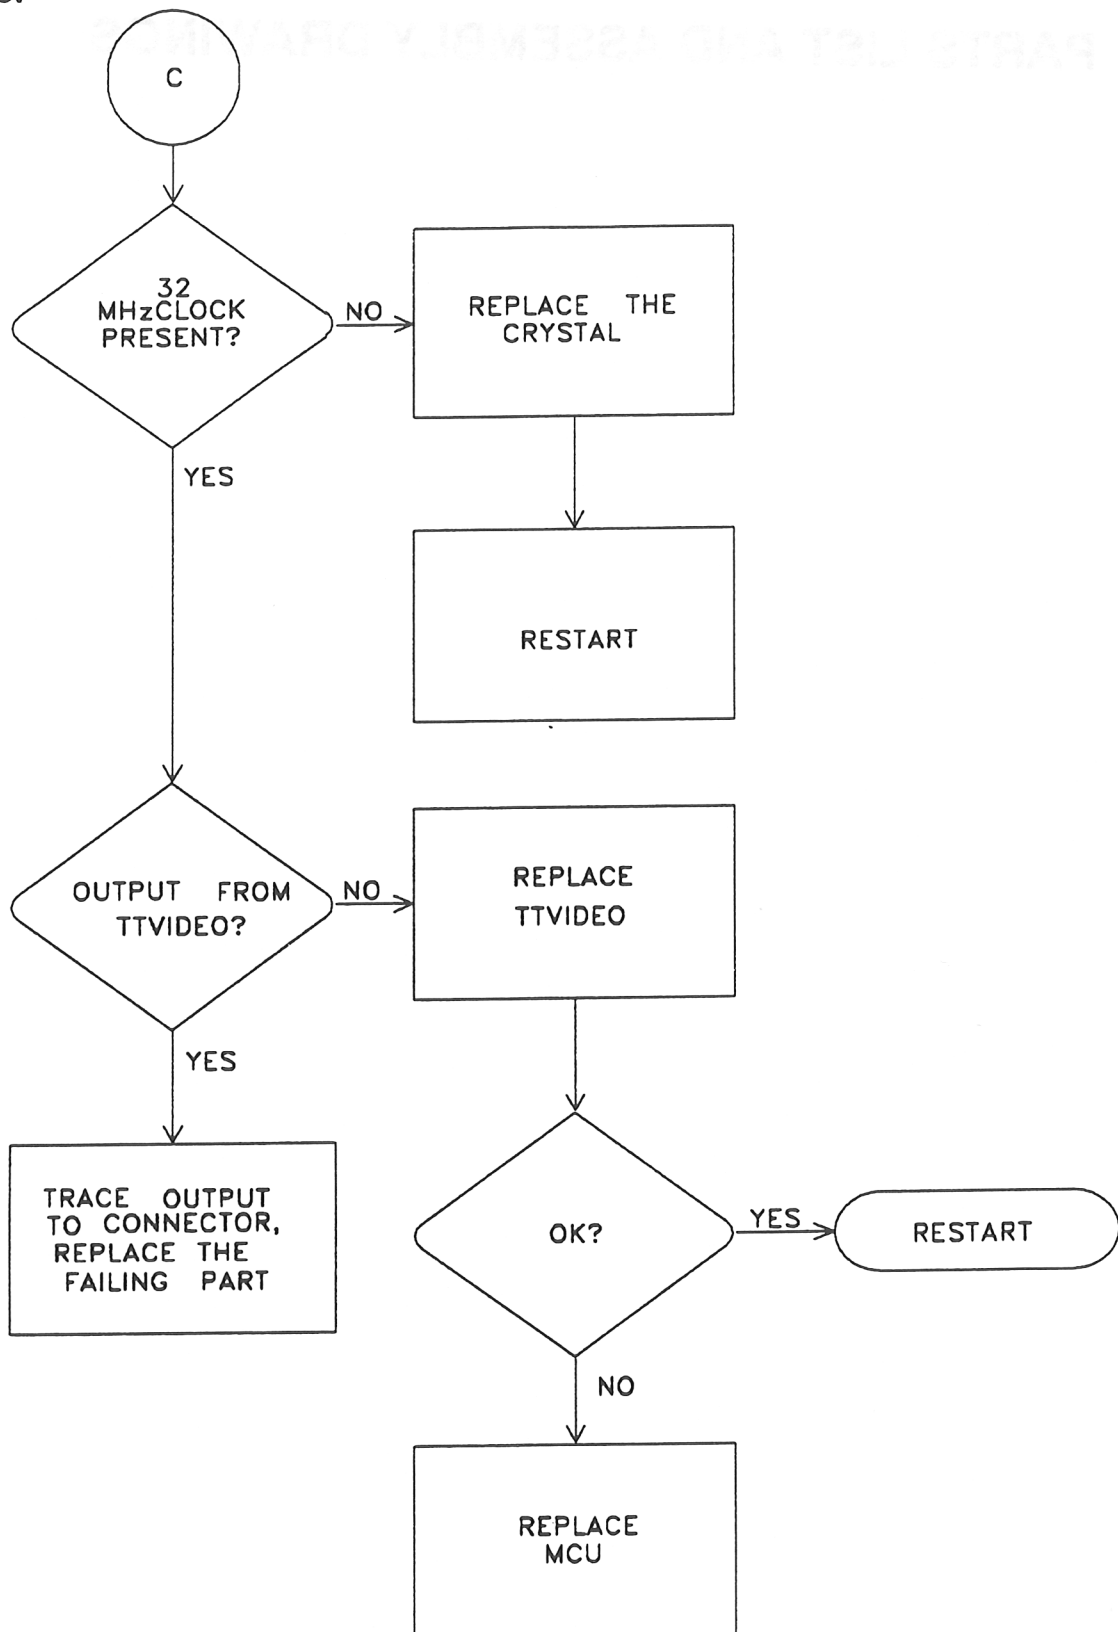 C
32
MHzCLOCK
PRESENT?
NO
REPLACE THE
CRYSTAL
YES
RESTART
OUTPUT FROM
TTVIDEO?
NO
REPLACE
TTVIDEO
YES
TRACE OUTPUT
TO CONNECTOR,
REPLACE THE
FAILING PART
OK?
YES
RESTART
NO
REPLACE
MCU